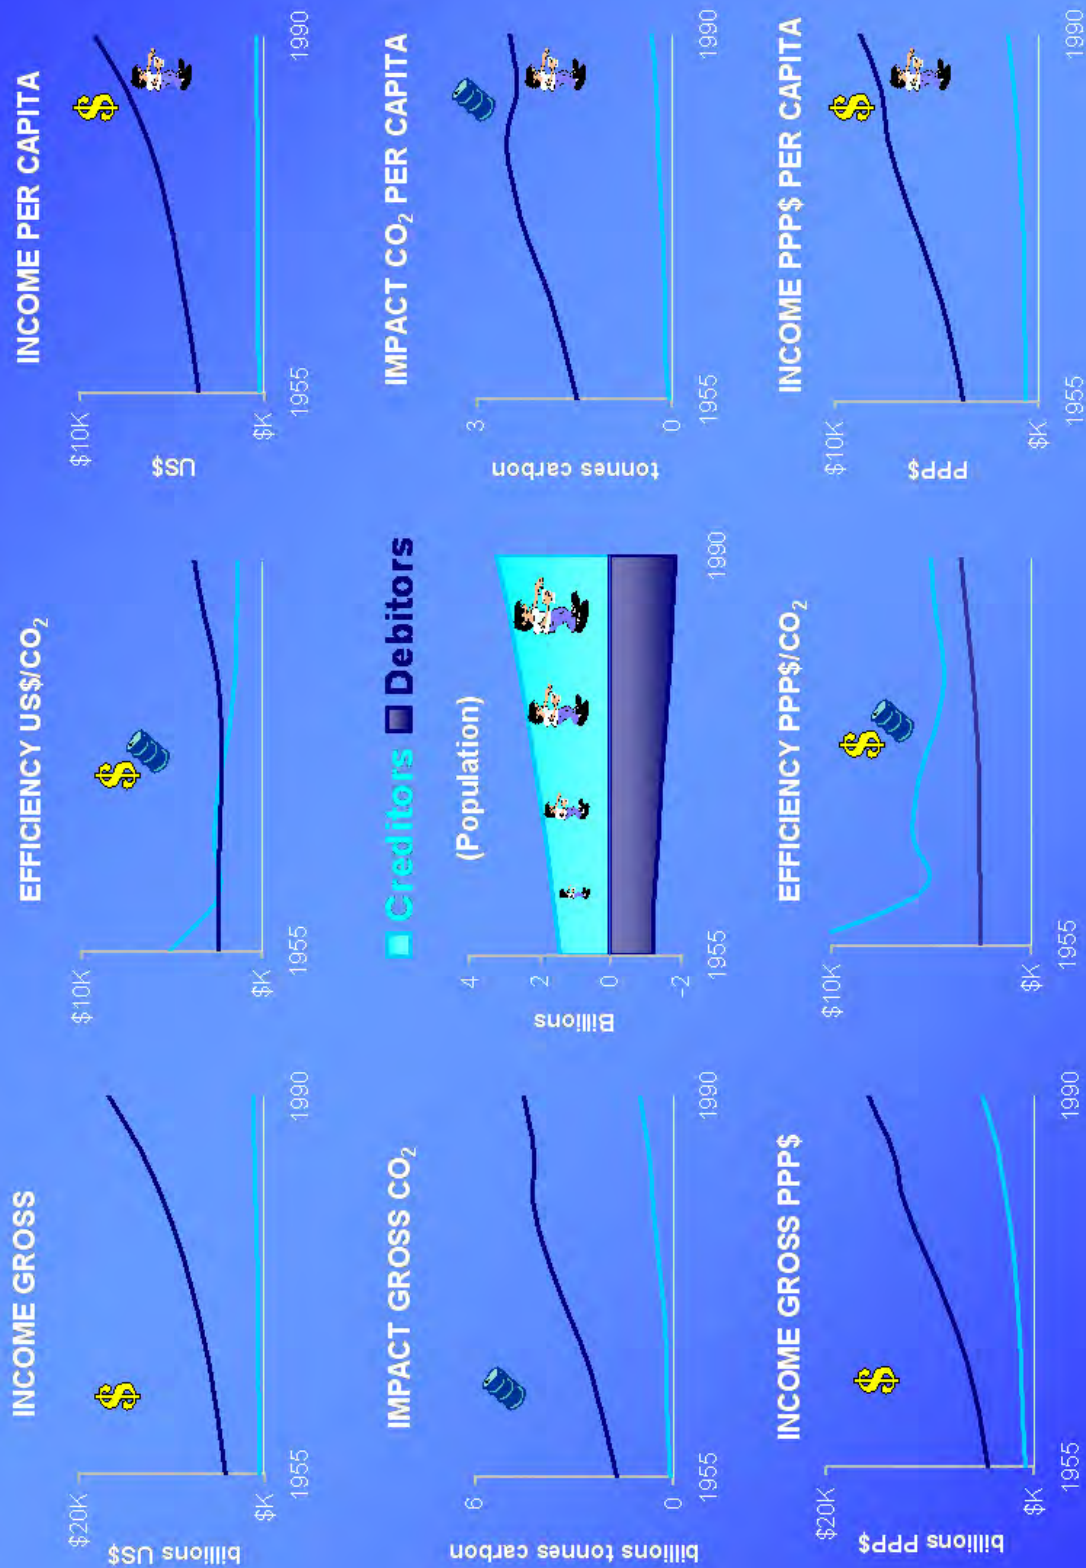 INCOME GROSS
$20K
billions US$
$K
1955
1990
EFFICIENCY US$/CO₂
$10K
$K
1955
1990
INCOME PER CAPITA
$10K
US$
$K
1955
1990
IMPACT GROSS CO₂
6
billions tonnes carbon
0
1955
1990
Creditors Debitors
(Population)
4
2
0
-2
Billions
1955
1990
IMPACT CO₂ PER CAPITA
3
tonnes carbon
0
1955
1990
INCOME GROSS PPP$
$20K
billions PPP$
$K
1955
1990
EFFICIENCY PPP$/CO₂
$10K
$K
1955
1990
INCOME PPP$ PER CAPITA
$10K
PPP$
$K
1955
1990